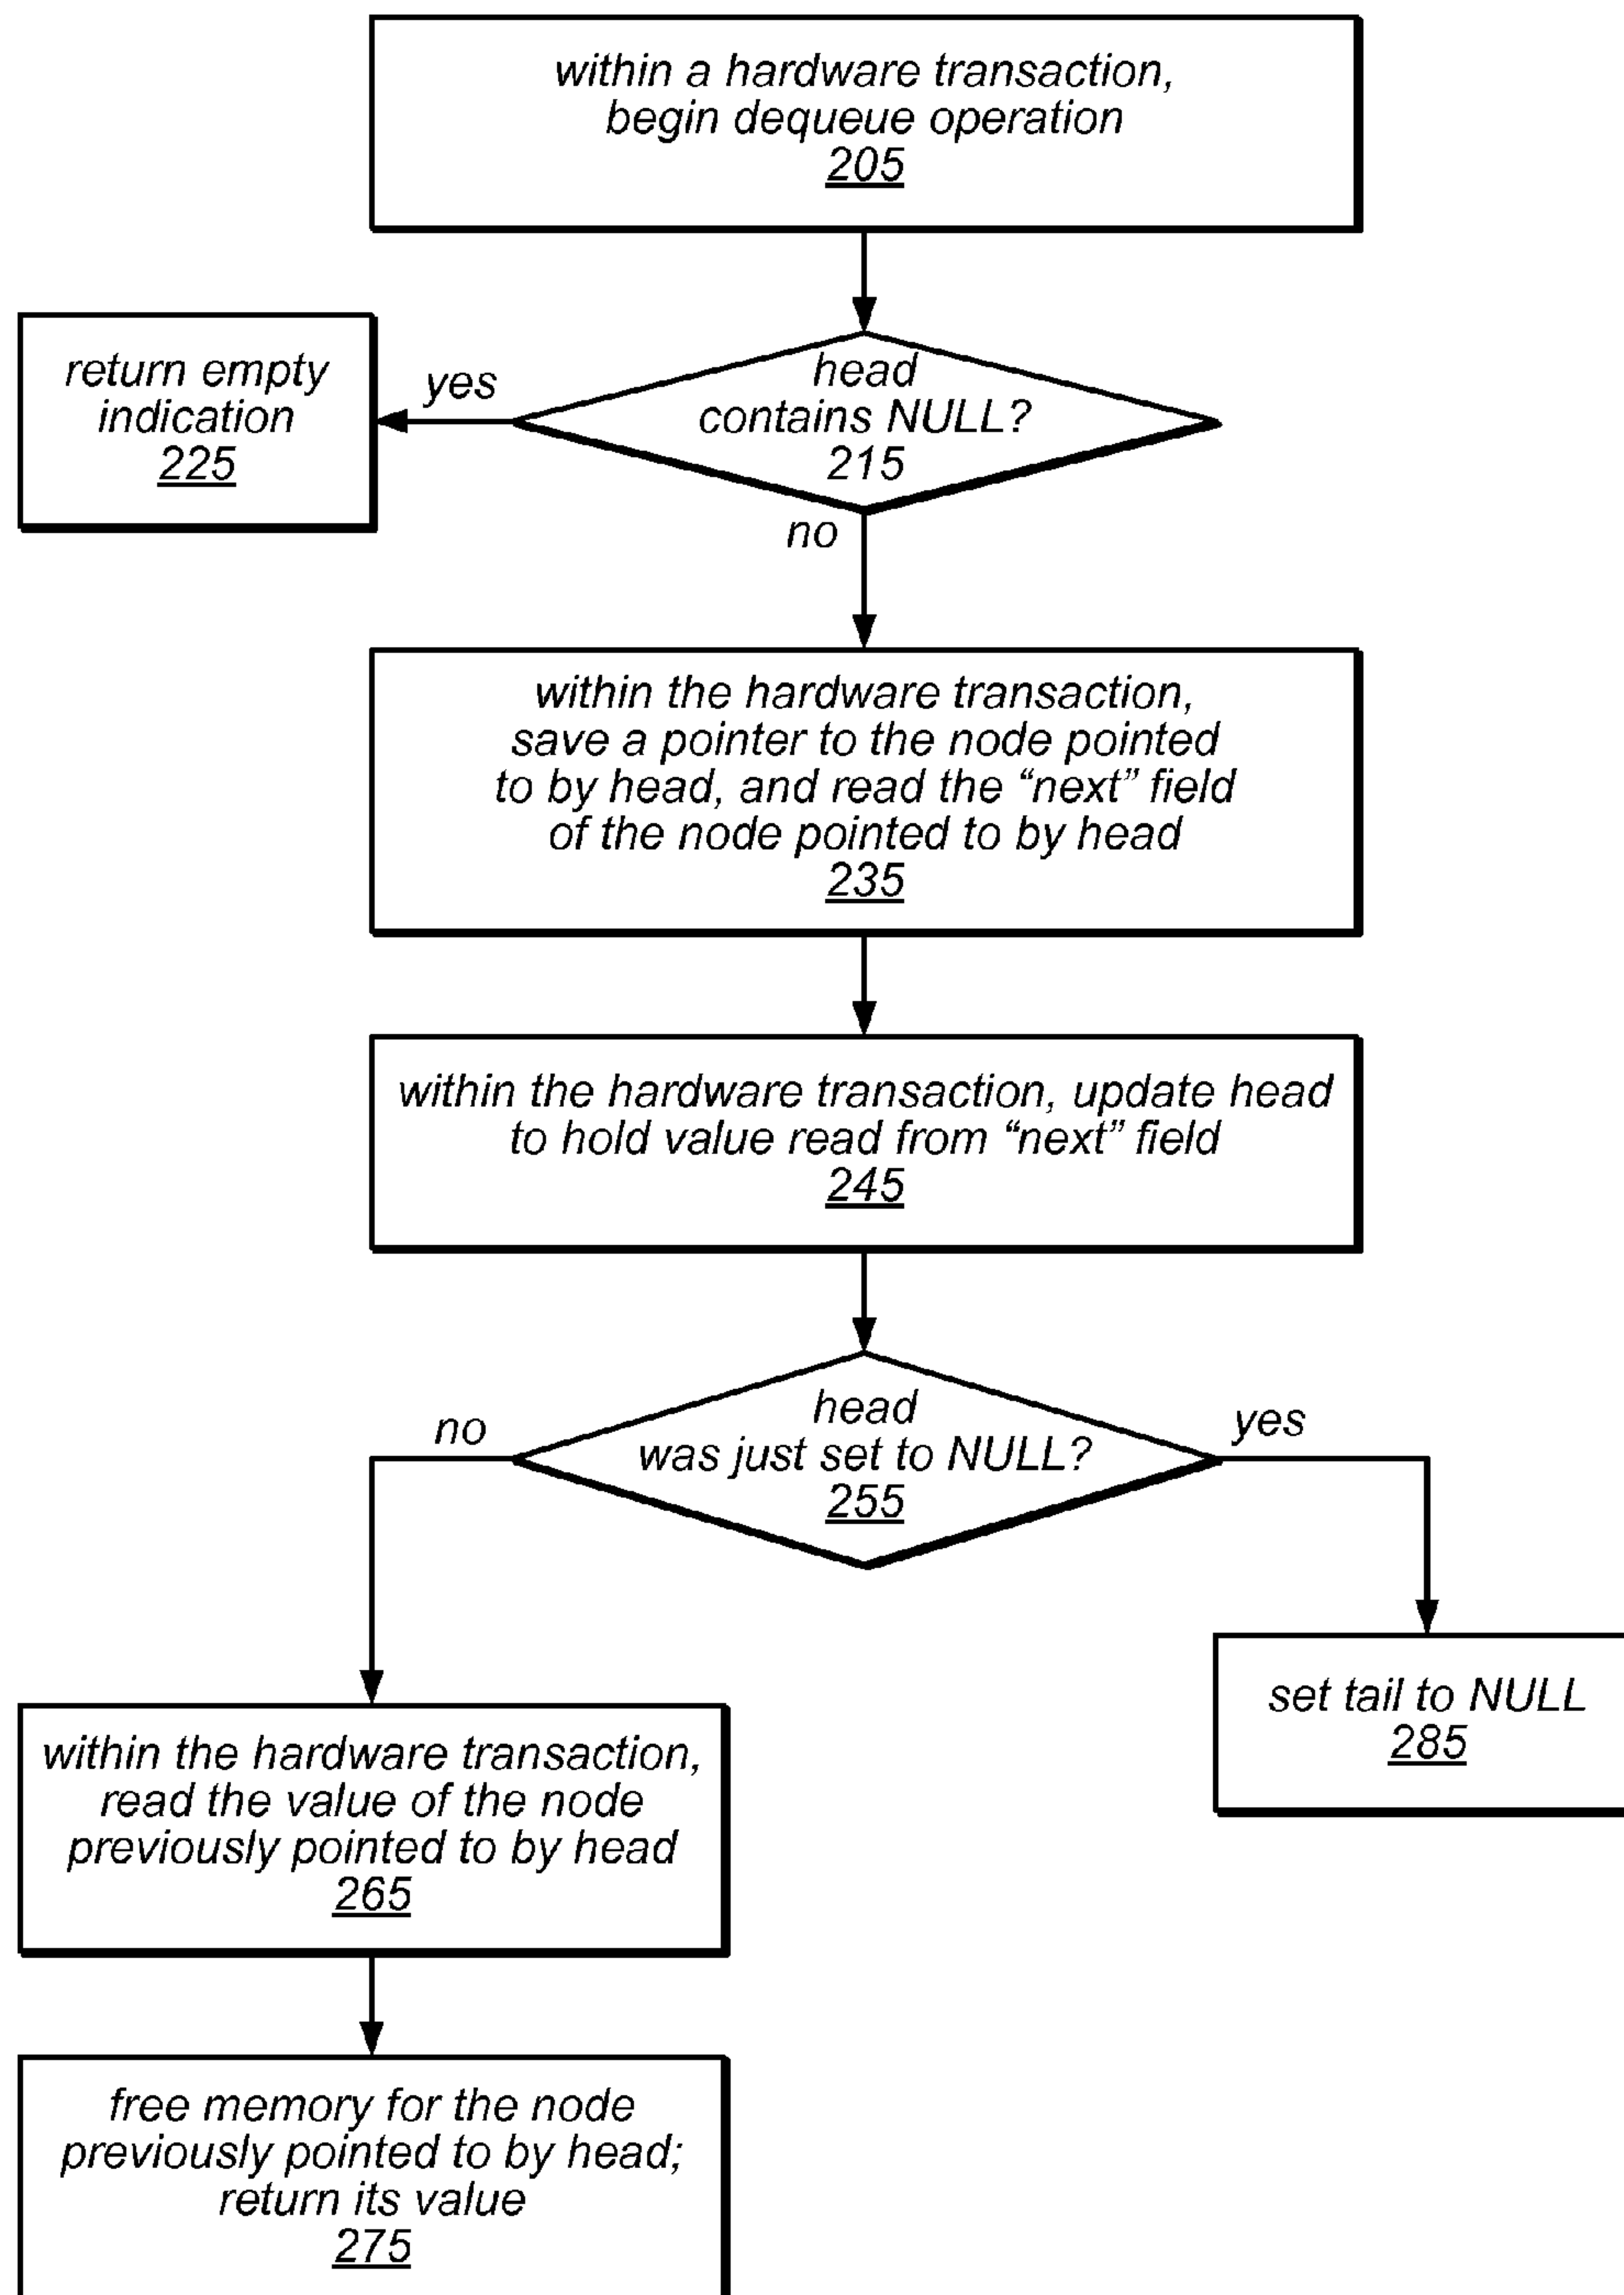 within a hardware transaction,
begin dequeue operation
205
head
contains NULL?
215
yes
return empty
indication
225
no
within the hardware transaction,
save a pointer to the node pointed
to by head, and read the “next” field
of the node pointed to by head
235
within the hardware transaction, update head
to hold value read from “next” field
245
head
was just set to NULL?
255
no
yes
within the hardware transaction,
read the value of the node
previously pointed to by head
265
set tail to NULL
285
free memory for the node
previously pointed to by head;
return its value
275